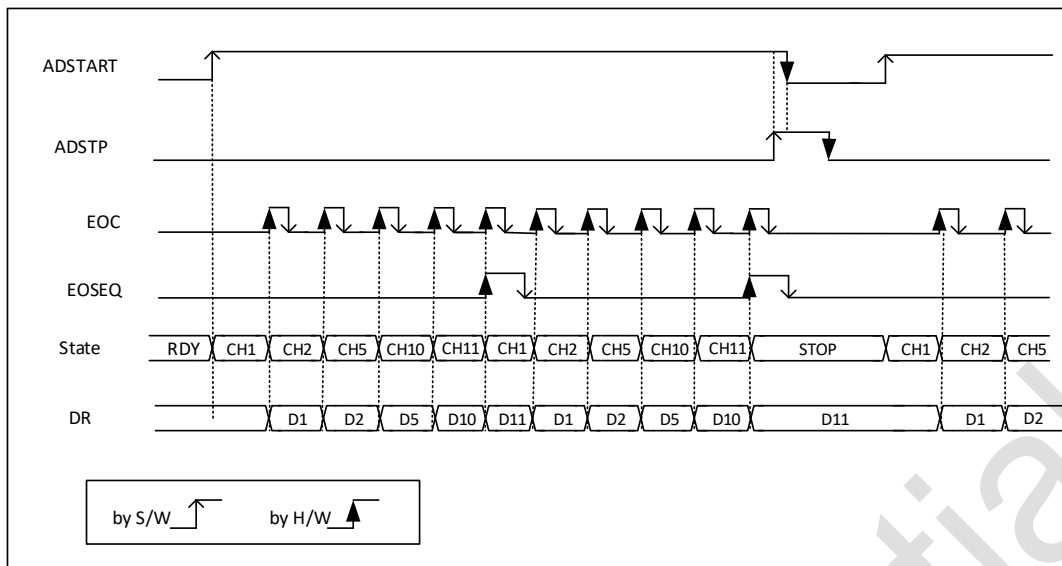 ADSTART
ADSTP
EOC
EOSEQ
State RDY CH1 CH2 CH5 CH10 CH11 CH1 CH2 CH5 CH10 CH11 STOP CH1 CH2 CH5
DR D1 D2 D5 D10 D11 D1 D2 D5 D10 D11 D1 D2
by S/W by H/W